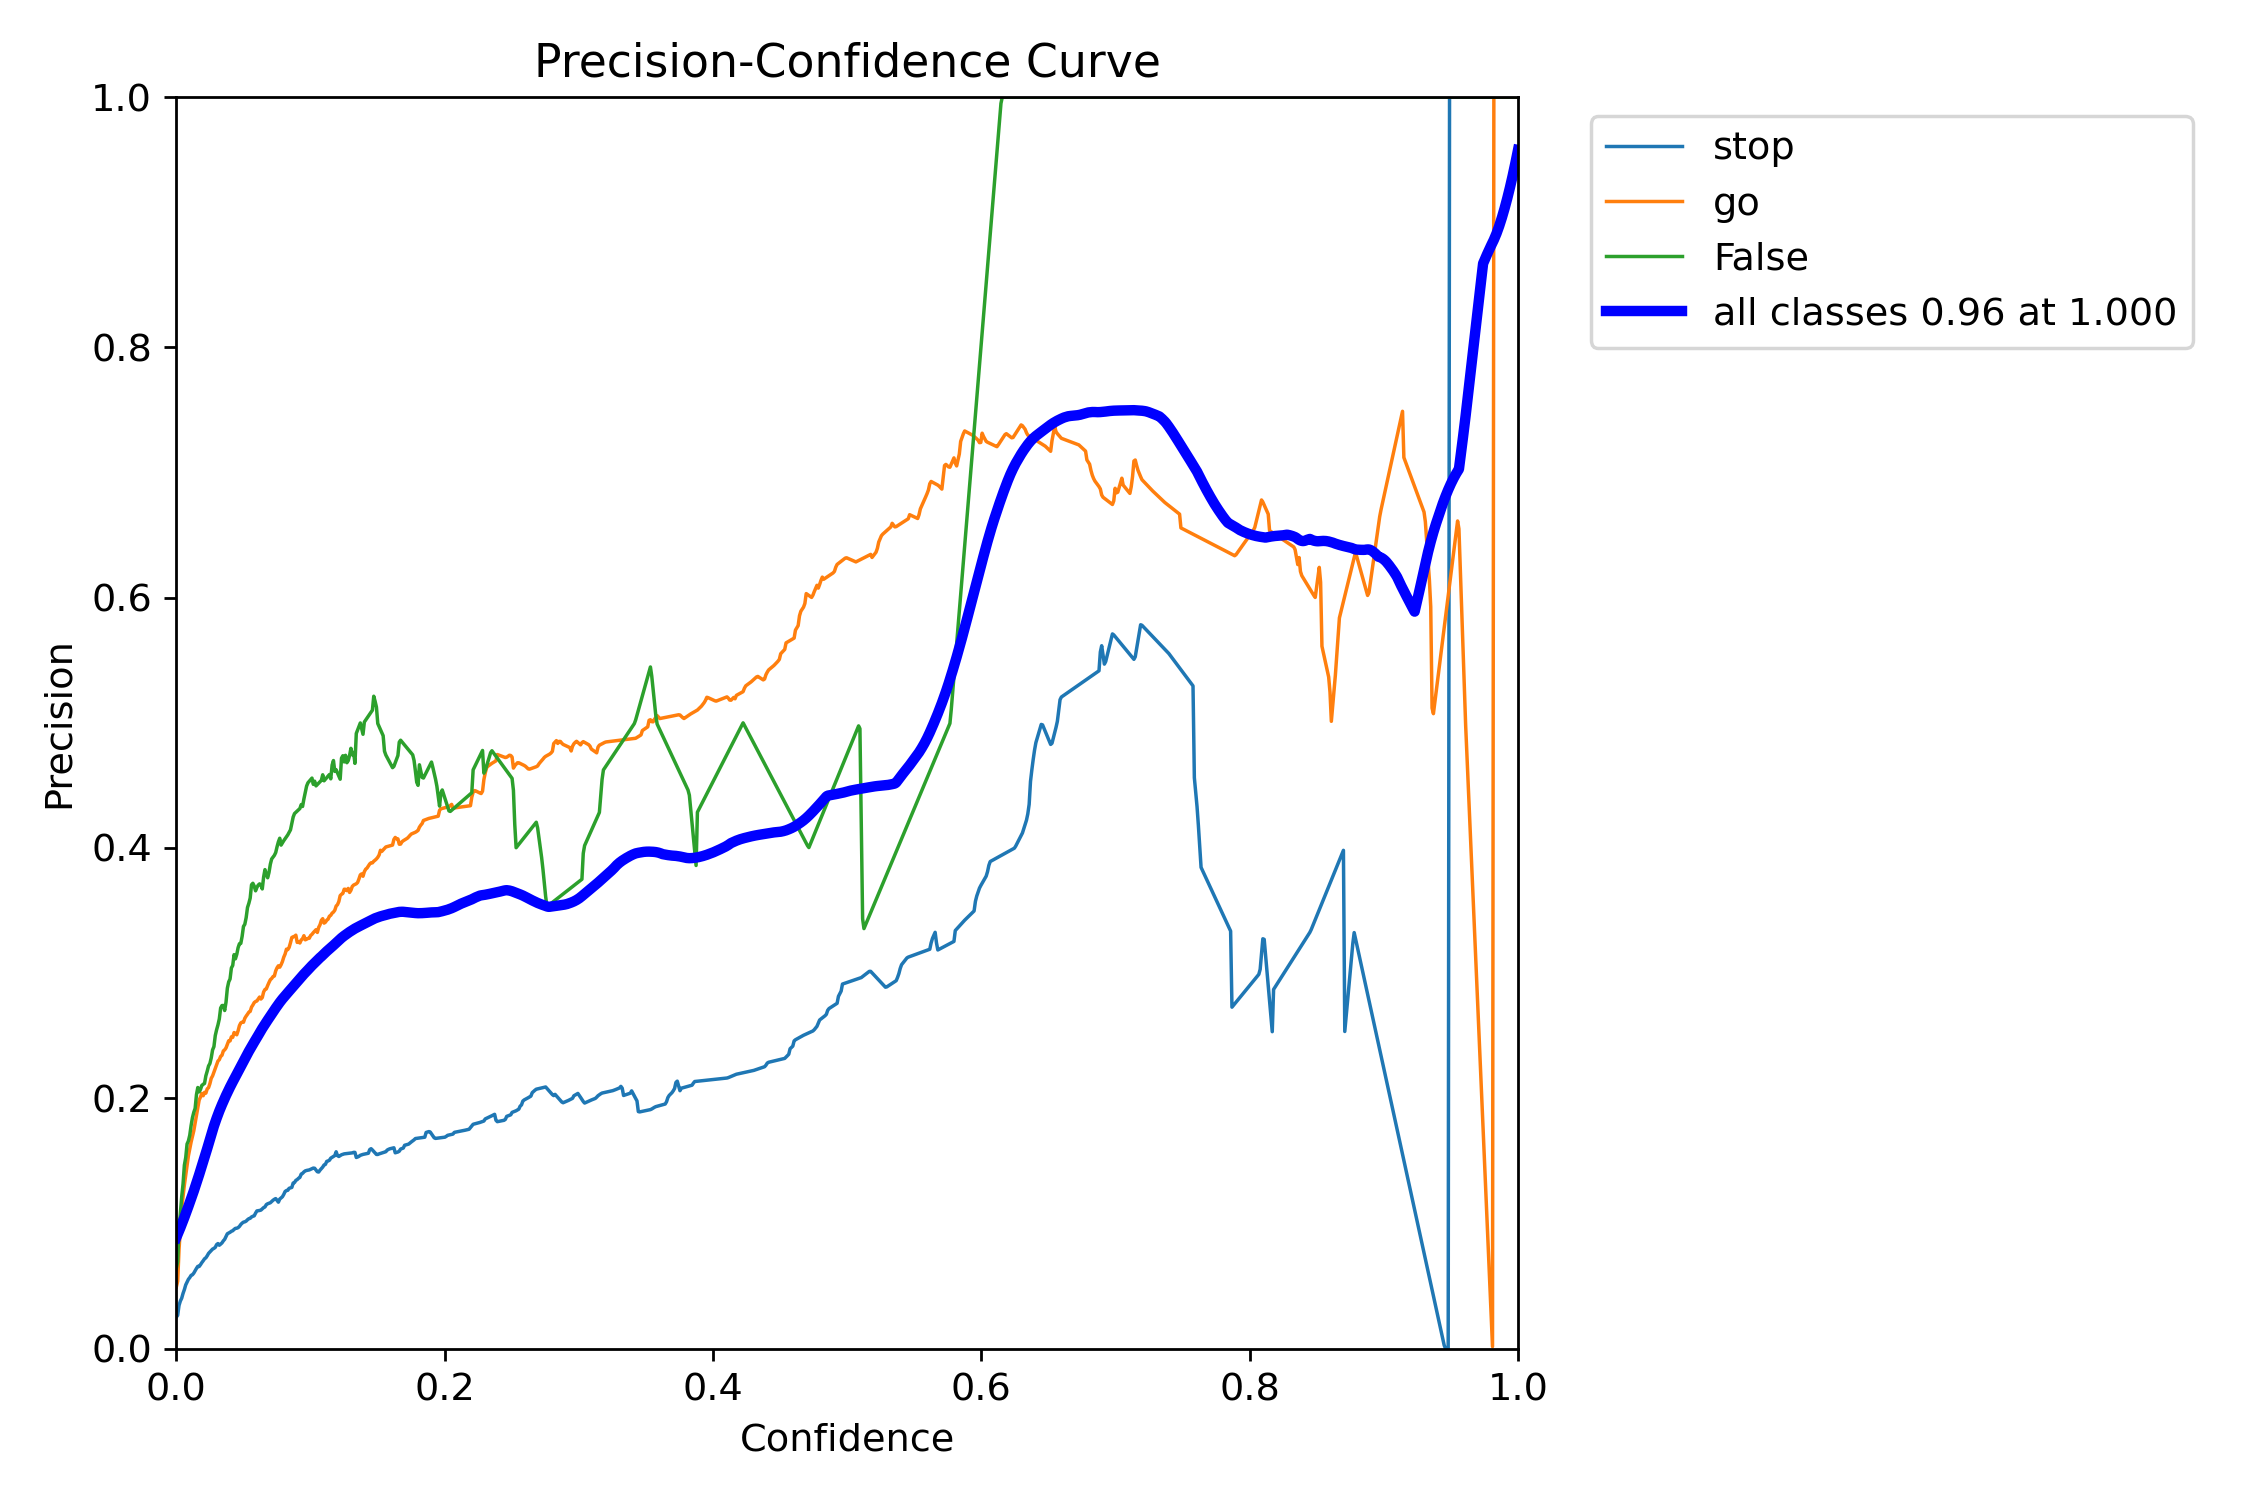 Precision-Confidence Curve
1.0
0.8
0.6
0.4
0.2
0.0
Precision
0.0 0.2 0.4 0.6 0.8 1.0
Confidence
stop
go
False
all classes 0.96 at 1.000